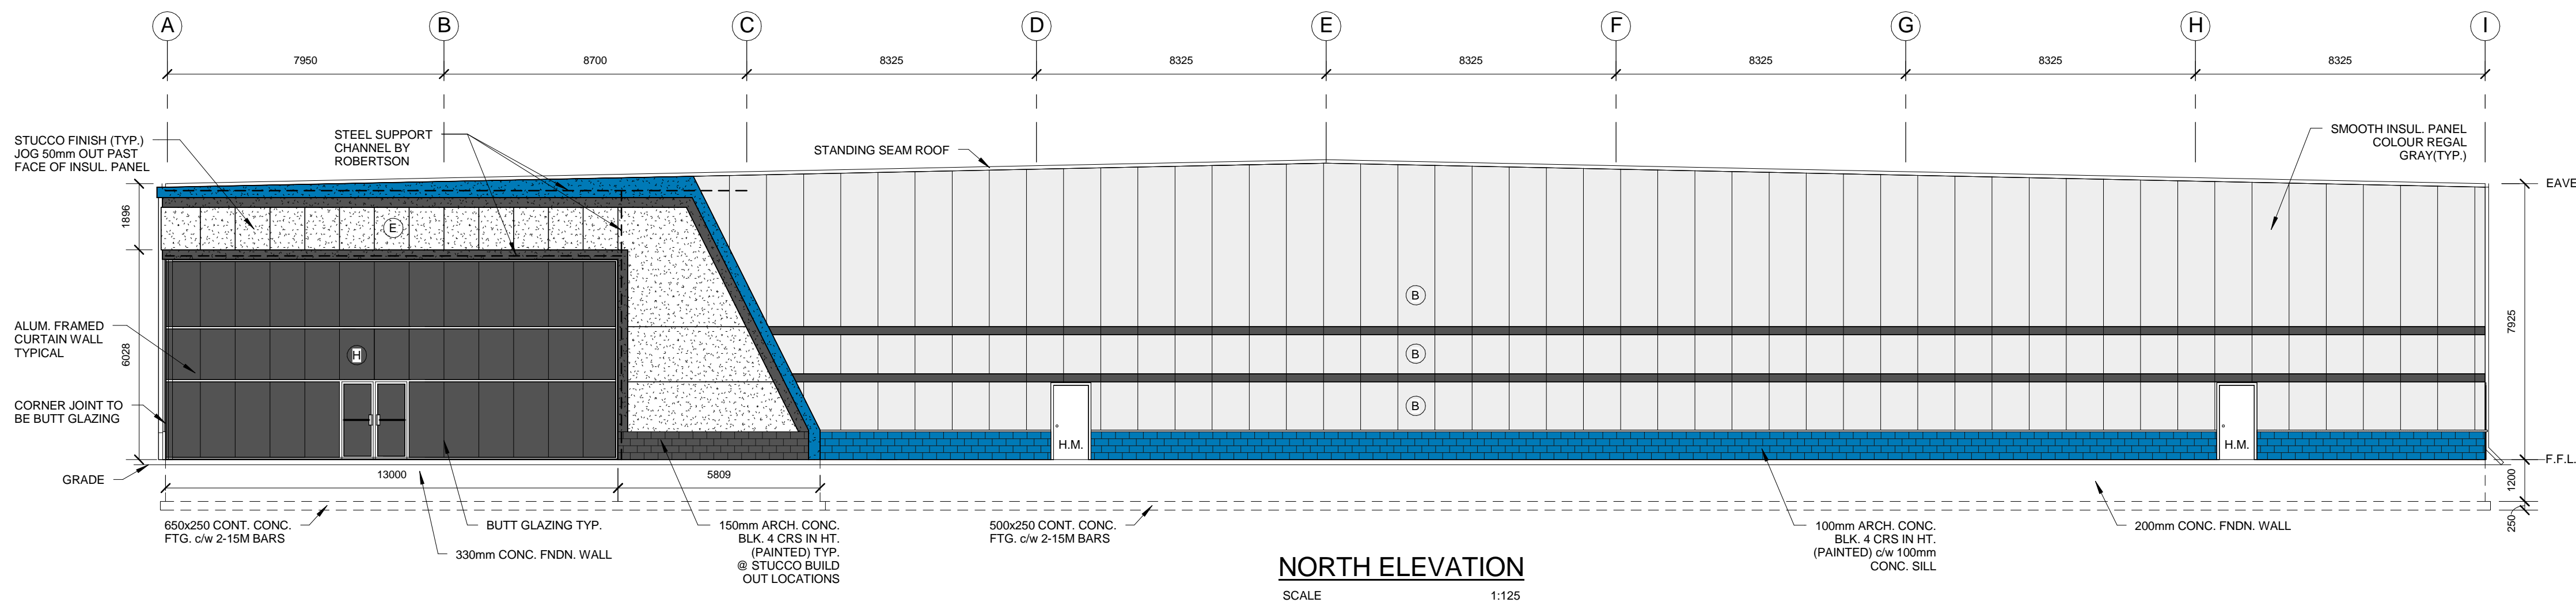 A
B
C
D
E
F
G
H
I
7950
8700
8325
8325
8325
8325
8325
8325
STUCCO FINISH (TYP.)
JOG 50mm OUT PAST
FACE OF INSUL. PANEL
STEEL SUPPORT
CHANNEL BY
ROBERTSON
STANDING SEAM ROOF
SMOOTH INSUL. PANEL
COLOUR REGAL
GRAY(TYP.)
EAVE
1896
E
B
7925
ALUM. FRAMED
CURTAIN WALL
TYPICAL
6028
H
B
CORNER JOINT TO
BE BUTT GLAZING
B
H.M.
H.M.
F.F.L.
GRADE
13000
5809
1200
250
650x250 CONT. CONC.
FTG. c/w 2-15M BARS
BUTT GLAZING TYP.
330mm CONC. FNDN. WALL
150mm ARCH. CONC.
BLK. 4 CRS IN HT.
(PAINTED) TYP.
@ STUCCO BUILD
OUT LOCATIONS
500x250 CONT. CONC.
FTG. c/w 2-15M BARS
100mm ARCH. CONC.
BLK. 4 CRS IN HT.
(PAINTED) c/w 100mm
CONC. SILL
200mm CONC. FNDN. WALL
NORTH ELEVATION
SCALE 1:125